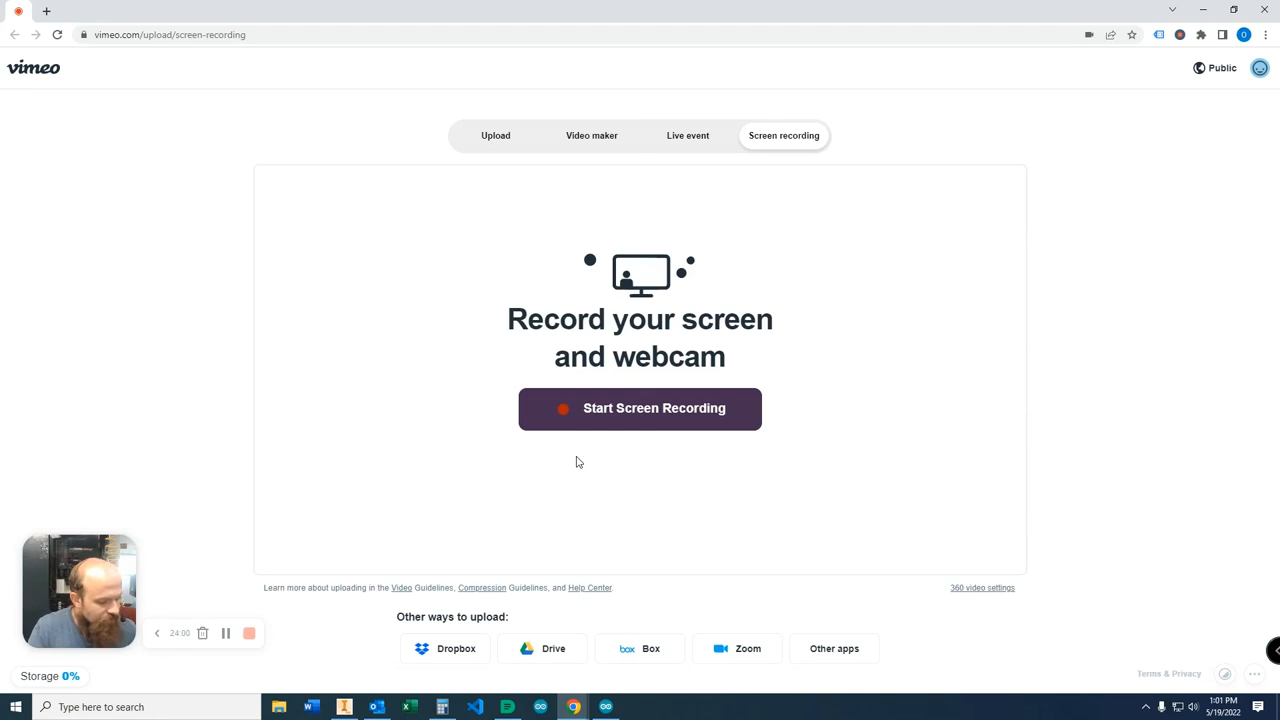 vimeo.com/upload/screen-recording
vimeo
Public
Upload
Video maker
Live event
Screen recording
Record your screen
and webcam
Start Screen Recording
Learn more about uploading in the Video Guidelines, Compression Guidelines, and Help Center.
360 video settings
Other ways to upload:
Dropbox
Drive
box Box
Zoom
Other apps
24:00
Storage 0%
Terms & Privacy
Type here to search
1:01 PM
5/19/2022